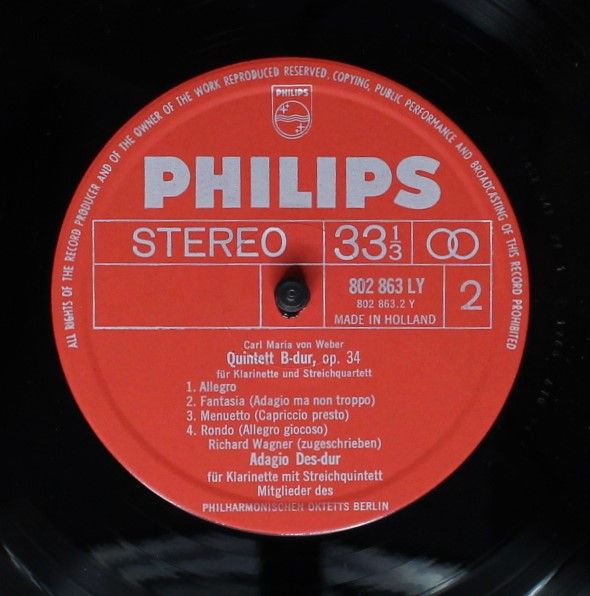 ALL RIGHTS OF THE RECORD PRODUCER AND OF THE OWNER OF THE WORK REPRODUCED RESERVED. COPYING, PUBLIC PERFORMANCE AND BROADCASTING OF THIS RECORD PROHIBITED
PHILIPS
PHILIPS
STEREO 33 1/3
802 863 LY
802 863.2 Y
MADE IN HOLLAND
2
Carl Maria von Weber
Quintett B-dur, op. 34
für Klarinette und Streichquartett
1. Allegro
2. Fantasia (Adagio ma non troppo)
3. Menuetto (Capriccio presto)
4. Rondo (Allegro giocoso)
Richard Wagner (zugeschrieben)
Adagio Des-dur
für Klarinette mit Streichquintett
Mitglieder des
PHILHARMONISCHEN OKTETTS BERLIN